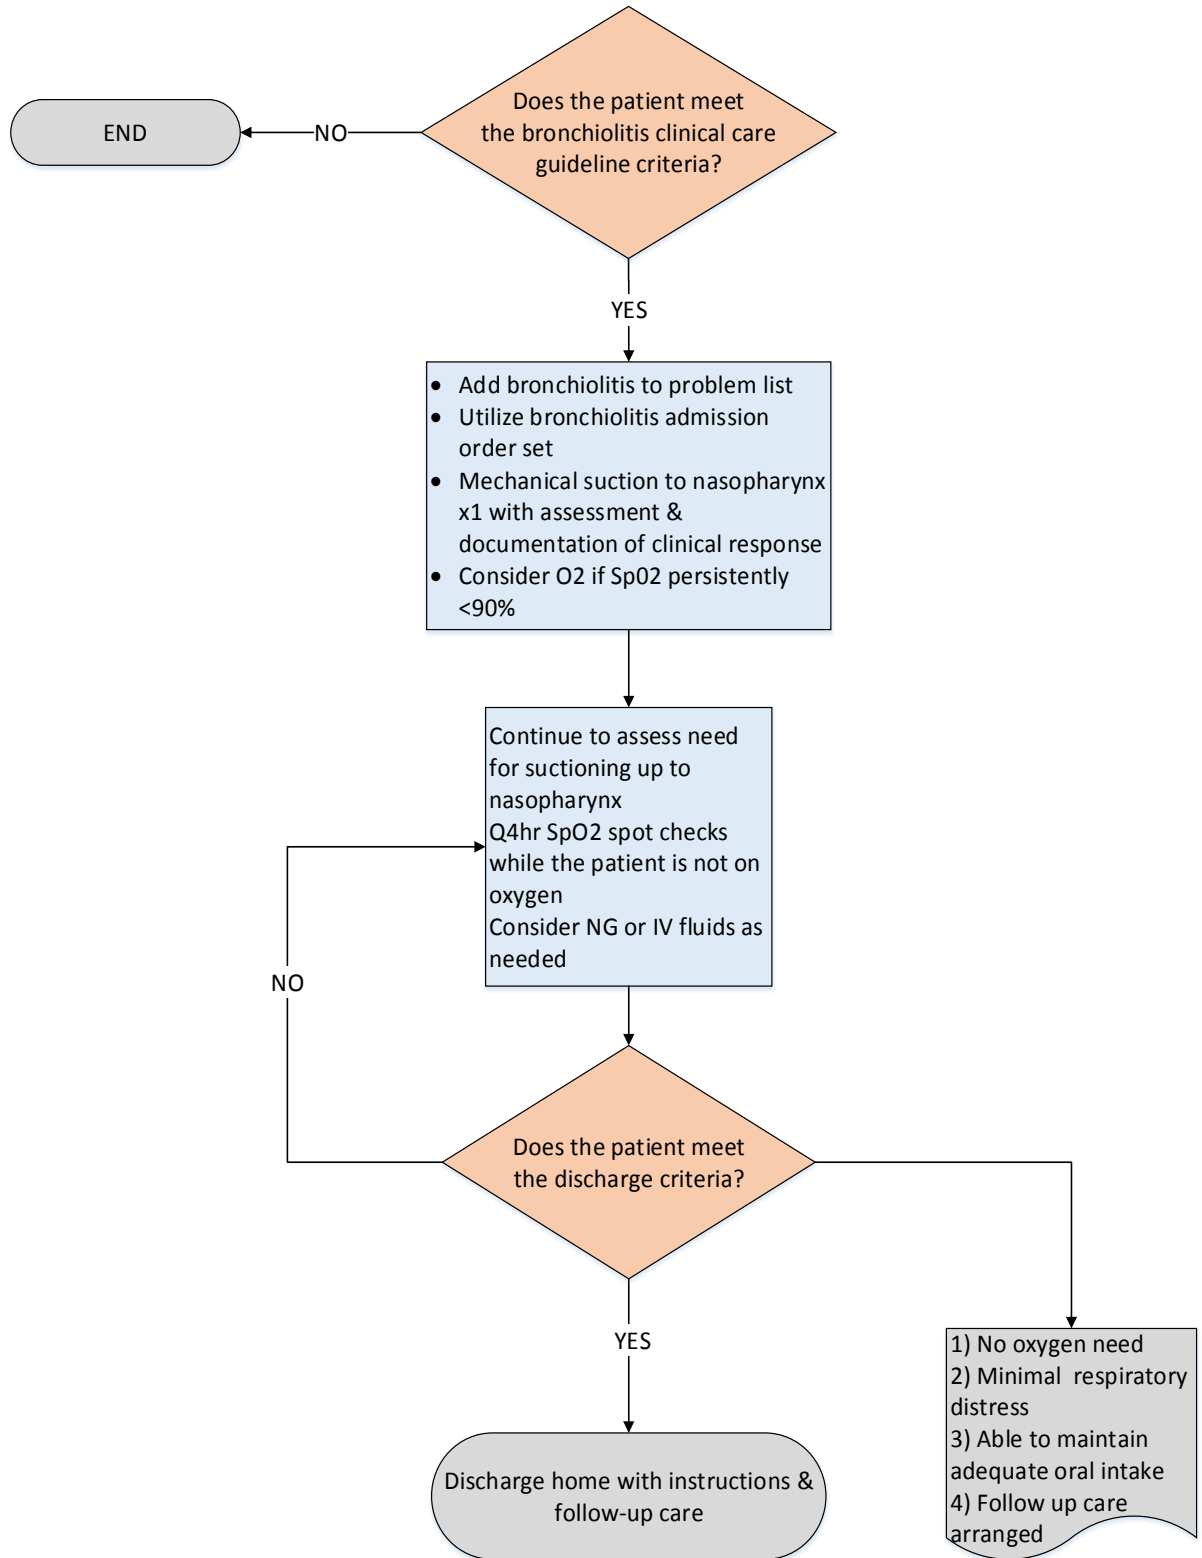 Does the patient meet
the bronchiolitis clinical care
guideline criteria?
NO
END
YES
• Add bronchiolitis to problem list
• Utilize bronchiolitis admission
order set
• Mechanical suction to nasopharynx
x1 with assessment &
documentation of clinical response
• Consider O2 if Sp02 persistently
<90%
Continue to assess need
for suctioning up to
nasopharynx
Q4hr SpO2 spot checks
while the patient is not on
oxygen
Consider NG or IV fluids as
needed
NO
Does the patient meet
the discharge criteria?
YES
Discharge home with instructions &
follow-up care
1) No oxygen need
2) Minimal respiratory
distress
3) Able to maintain
adequate oral intake
4) Follow up care
arranged